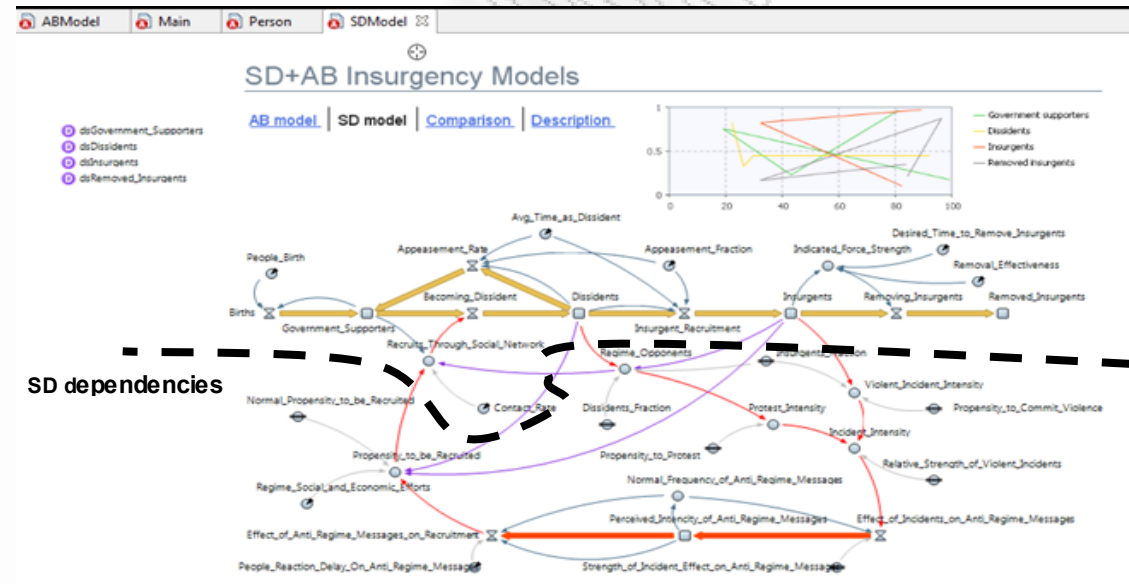 ABModel
Main
Person
SDModel
SD+AB Insurgency Models
AB model
SD model
Comparison
Description
dsGovernment_Supporters
dsDissidents
dsInsurgents
dsRemoved_Insurgents
1
0.5
0
0
20
40
60
80
100
Government supporters
Dissidents
Insurgents
Removed insurgents
Avg_Time_as_Dissident
Desired_Time_to_Remove_Insurgents
Appeasement_Rate
Appeasement_Fraction
Indicated_Force_Strength
People_Birth
Removal_Effectiveness
Becoming_Dissident
Dissidents
Insurgents
Removing_Insurgents
Removed_Insurgents
Births
Government_Supporters
Insurgent_Recruitment
Recruits_Through_Social_Network
Regime_Opponents
Insurgents_Fraction
SD dependencies
Violent_Incident_Intensity
Normal_Propensity_to_be_Recruited
Contact_Rate
Dissidents_Fraction
Protest_Intensity
Propensity_to_Commit_Violence
Incident_Intensity
Propensity_to_be_Recruited
Propensity_to_Protest
Relative_Strength_of_Violent_Incidents
Normal_Frequency_of_Anti_Regime_Messages
Regime_Social_and_Economic_Efforts
Perceived_Intencity_of_Anti_Regime_Messages
Effect_of_Incidents_on_Anti_Regime_Messages
Effect_of_Anti_Regime_Messages_on_Recruitment
People_Reaction_Delay_On_Anti_Regime_Messages
Strength_of_Incident_Effect_on_Anti_Regime_Messages